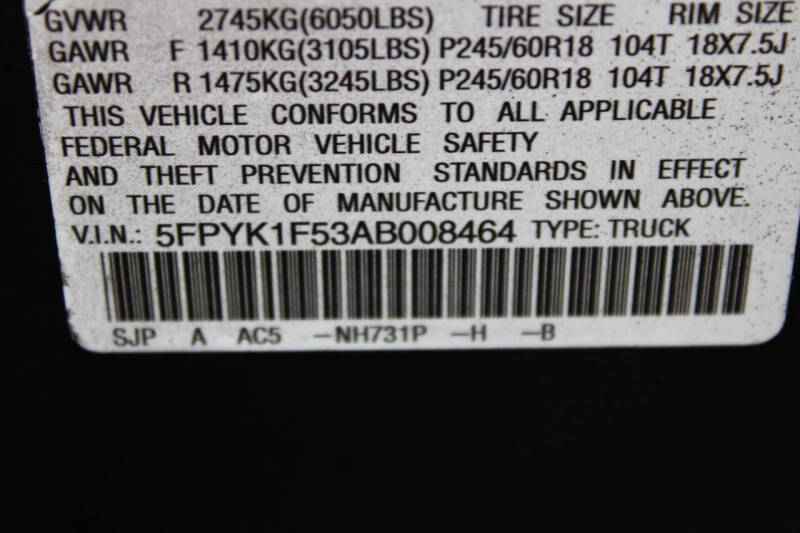 GVWR 2745KG(6050LBS) TIRE SIZE RIM SIZE
GAWR F 1410KG(3105LBS) P245/60R18 104T 18X7.5J
GAWR R 1475KG(3245LBS) P245/60R18 104T 18X7.5J
THIS VEHICLE CONFORMS TO ALL APPLICABLE
FEDERAL MOTOR VEHICLE SAFETY
AND THEFT PREVENTION STANDARDS IN EFFECT
ON THE DATE OF MANUFACTURE SHOWN ABOVE.
V.I.N.: 5FPYK1F53AB008464 TYPE: TRUCK
SJP A AC5 -NH731P -H -B